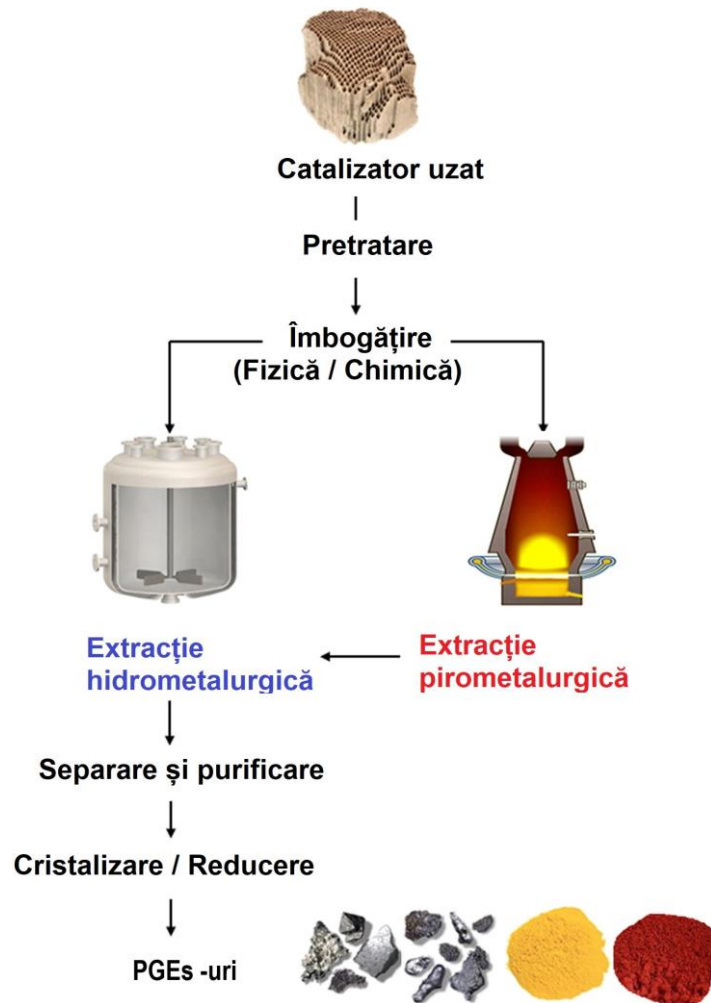 Catalizator uzat
Pretratare
Îmbogățire
(Fizică / Chimică)
Extracție
hidrometalurgică
Extracție
pirometalurgică
Separare și purificare
Cristalizare / Reducere
PGEs -uri